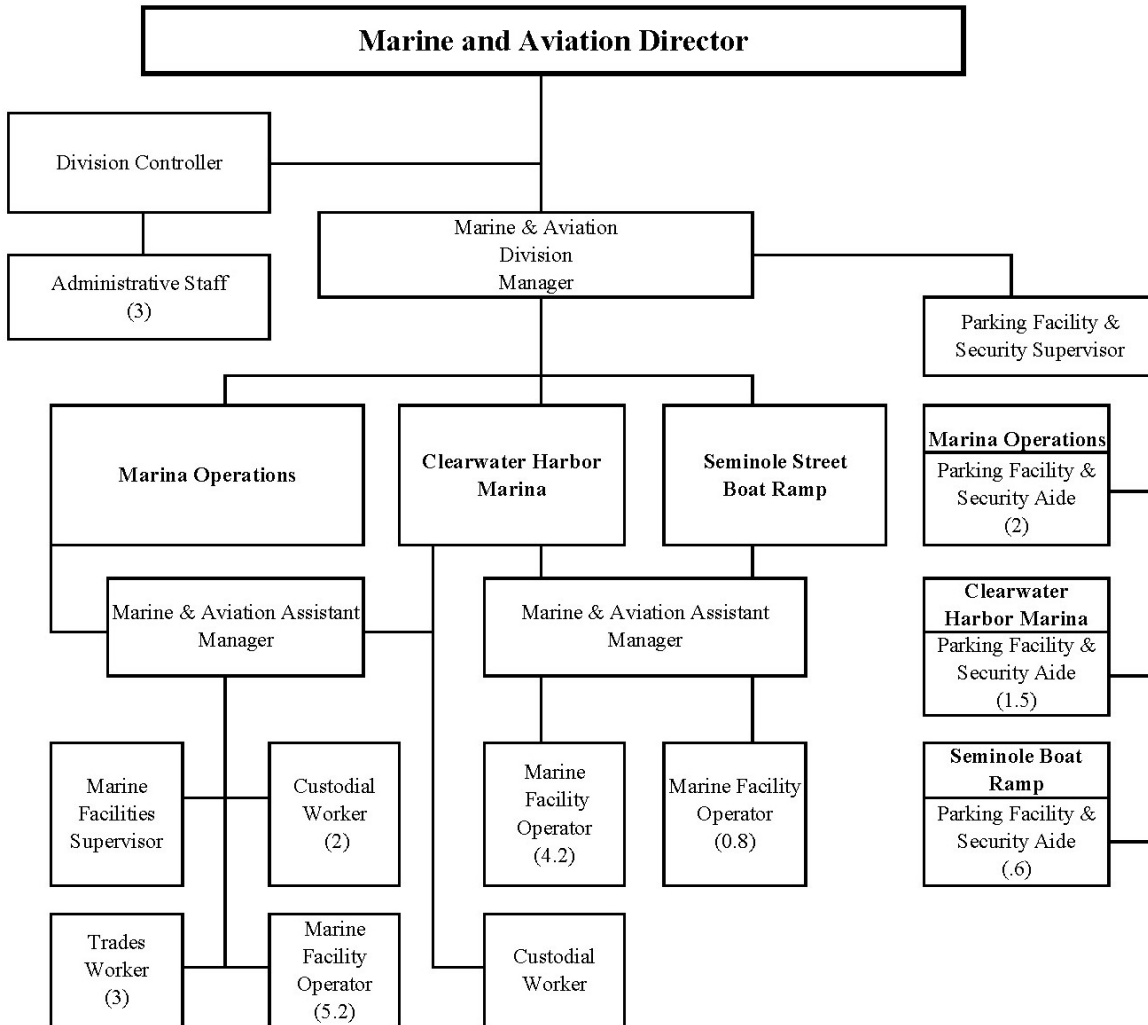 Marine and Aviation Director
Division Controller
Administrative Staff
(3)
Marine & Aviation
Division
Manager
Parking Facility &
Security Supervisor
Marina Operations
Clearwater Harbor
Marina
Seminole Street
Boat Ramp
Marina Operations
Parking Facility &
Security Aide
(2)
Marine & Aviation Assistant
Manager
Marine & Aviation Assistant
Manager
Clearwater
Harbor Marina
Parking Facility &
Security Aide
(1.5)
Marine
Facilities
Supervisor
Custodial
Worker
(2)
Marine
Facility
Operator
(4.2)
Marine Facility
Operator
(0.8)
Seminole Boat
Ramp
Parking Facility &
Security Aide
(.6)
Trades
Worker
(3)
Marine
Facility
Operator
(5.2)
Custodial
Worker